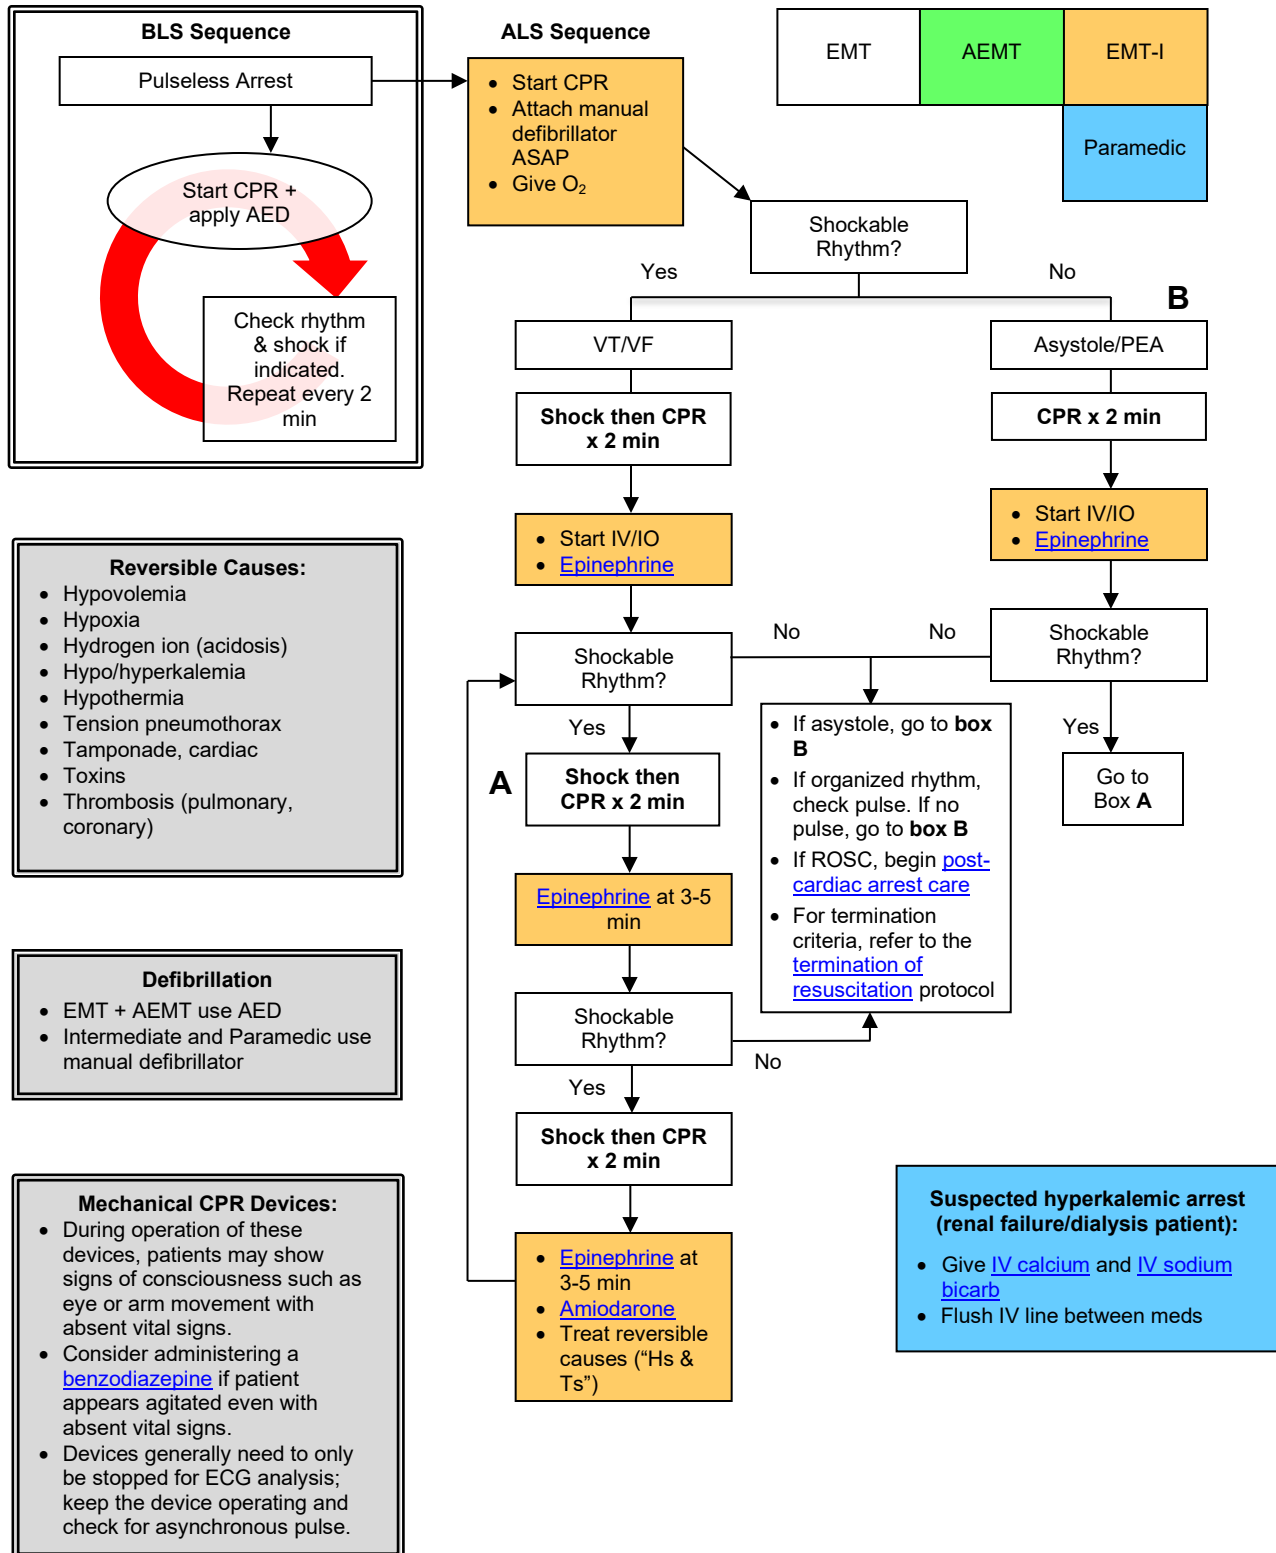 BLS Sequence
Pulseless Arrest
Start CPR +
apply AED
Check rhythm
& shock if
indicated.
Repeat every 2
min
ALS Sequence
• Start CPR
• Attach manual
defibrillator
ASAP
• Give O₂
EMT
AEMT
EMT-I
Paramedic
Shockable
Rhythm?
Yes
No
B
VT/VF
Shock then CPR
x 2 min
• Start IV/IO
• Epinephrine
Shockable
Rhythm?
No
Yes
A
Shock then
CPR x 2 min
Epinephrine at 3-5
min
Shockable
Rhythm?
No
Yes
Shock then CPR
x 2 min
• Epinephrine at
3-5 min
• Amiodarone
• Treat reversible
causes (“Hs &
Ts”)
Asystole/PEA
CPR x 2 min
• Start IV/IO
• Epinephrine
Shockable
Rhythm?
No
Yes
Go to
Box A
• If asystole, go to box
B
• If organized rhythm,
check pulse. If no
pulse, go to box B
• If ROSC, begin post-
cardiac arrest care
• For termination
criteria, refer to the
termination of
resuscitation protocol
Reversible Causes:
• Hypovolemia
• Hypoxia
• Hydrogen ion (acidosis)
• Hypo/hyperkalemia
• Hypothermia
• Tension pneumothorax
• Tamponade, cardiac
• Toxins
• Thrombosis (pulmonary,
coronary)
Defibrillation
• EMT + AEMT use AED
• Intermediate and Paramedic use
manual defibrillator
Mechanical CPR Devices:
• During operation of these
devices, patients may show
signs of consciousness such as
eye or arm movement with
absent vital signs.
• Consider administering a
benzodiazepine if patient
appears agitated even with
absent vital signs.
• Devices generally need to only
be stopped for ECG analysis;
keep the device operating and
check for asynchronous pulse.
Suspected hyperkalemic arrest
(renal failure/dialysis patient):
• Give IV calcium and IV sodium
bicarb
• Flush IV line between meds